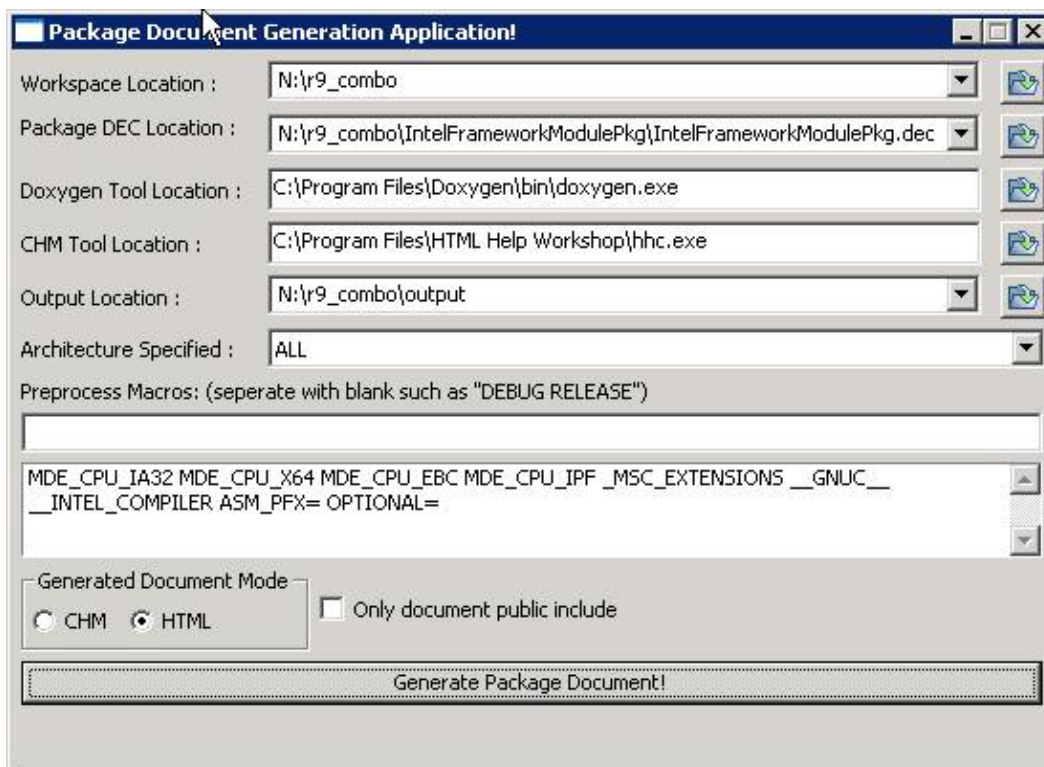 Package Document Generation Application!
Workspace Location : N:\r9_combo
Package DEC Location : N:\r9_combo\IntelFrameworkModulePkg\IntelFrameworkModulePkg.dec
Doxygen Tool Location : C:\Program Files\Doxygen\bin\doxygen.exe
CHM Tool Location : C:\Program Files\HTML Help Workshop\hhc.exe
Output Location : N:\r9_combo\output
Architecture Specified : ALL
Preprocess Macros: (seperate with blank such as "DEBUG RELEASE")
MDE_CPU_IA32 MDE_CPU_X64 MDE_CPU_EBC MDE_CPU_IPF _MSC_EXTENSIONS __GNUC__
__INTEL_COMPILER ASM_PFX= OPTIONAL=
Generated Document Mode
CHM HTML Only document public include
Generate Package Document!